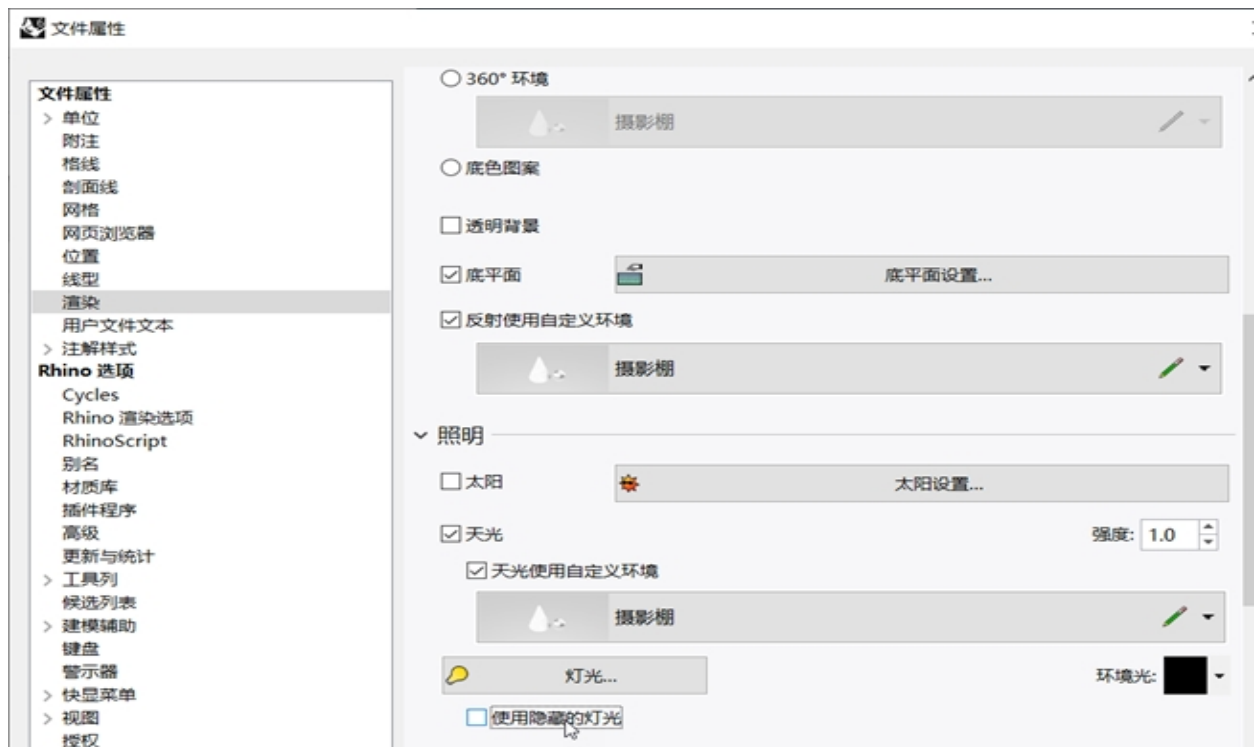 文件属性
文件属性
单位
附注
格线
剖面线
网格
网页浏览器
位置
线型
渲染
用户文件文本
注解样式
Rhino 选项
Cycles
Rhino 渲染选项
RhinoScript
别名
材质库
插件程序
高级
更新与统计
工具列
候选列表
建模辅助
键盘
警示器
快显菜单
视图
授权
360° 环境
摄影棚
底色图案
透明背景
底平面 底平面设置...
反射使用自定义环境
摄影棚
照明
太阳 太阳设置...
天光 强度: 1.0
天光使用自定义环境
摄影棚
灯光... 环境光:
使用隐藏的灯光